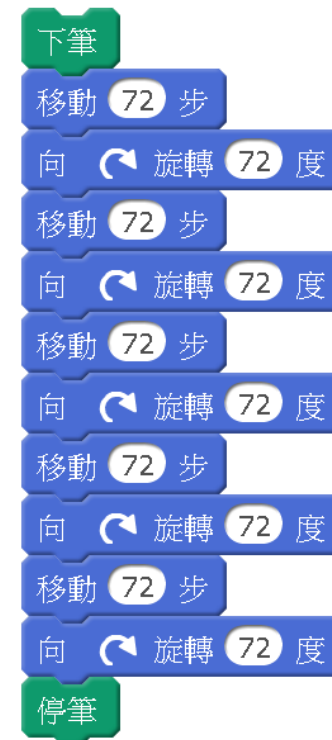 下筆
移動 72 步
向 旋轉 72 度
移動 72 步
向 旋轉 72 度
移動 72 步
向 旋轉 72 度
移動 72 步
向 旋轉 72 度
移動 72 步
向 旋轉 72 度
停筆